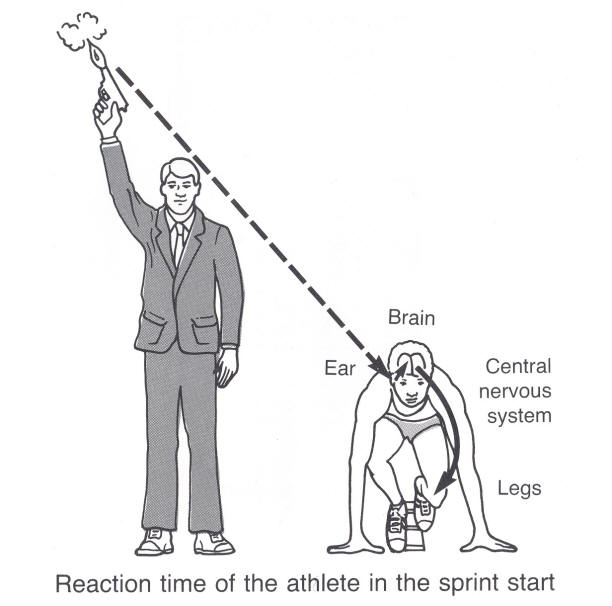 Brain
Ear
Central
nervous
system
Legs
Reaction time of the athlete in the sprint start